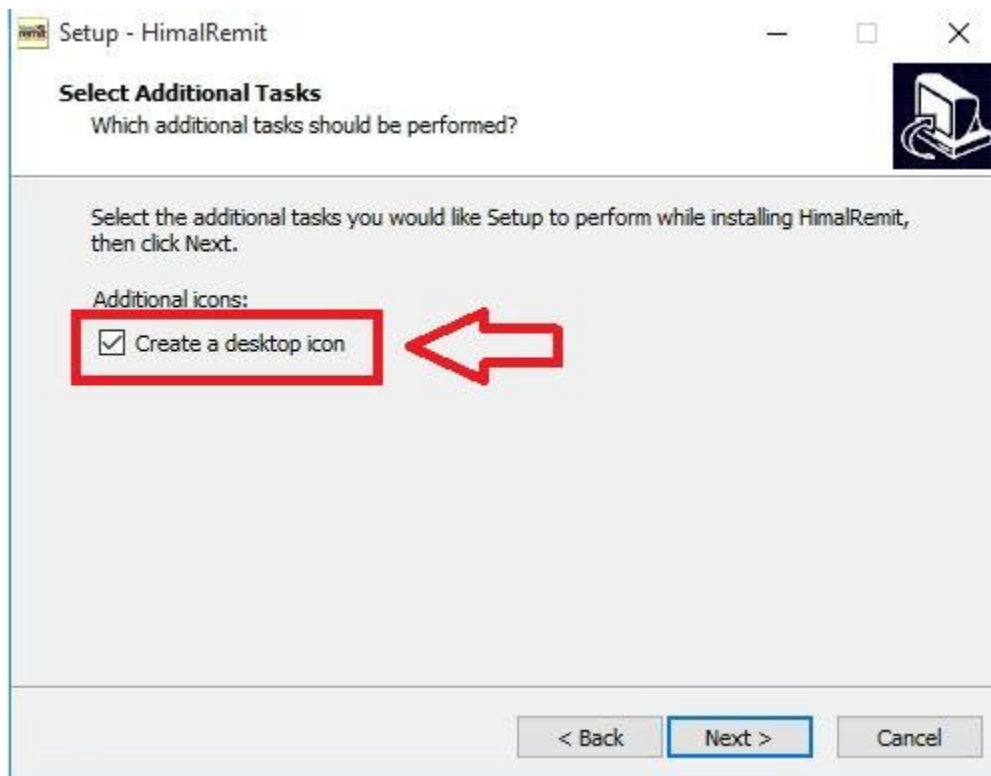 Setup - HimalRemit
Select Additional Tasks
Which additional tasks should be performed?
Select the additional tasks you would like Setup to perform while installing HimalRemit,
then click Next.
Additional icons:
Create a desktop icon
< Back Next > Cancel